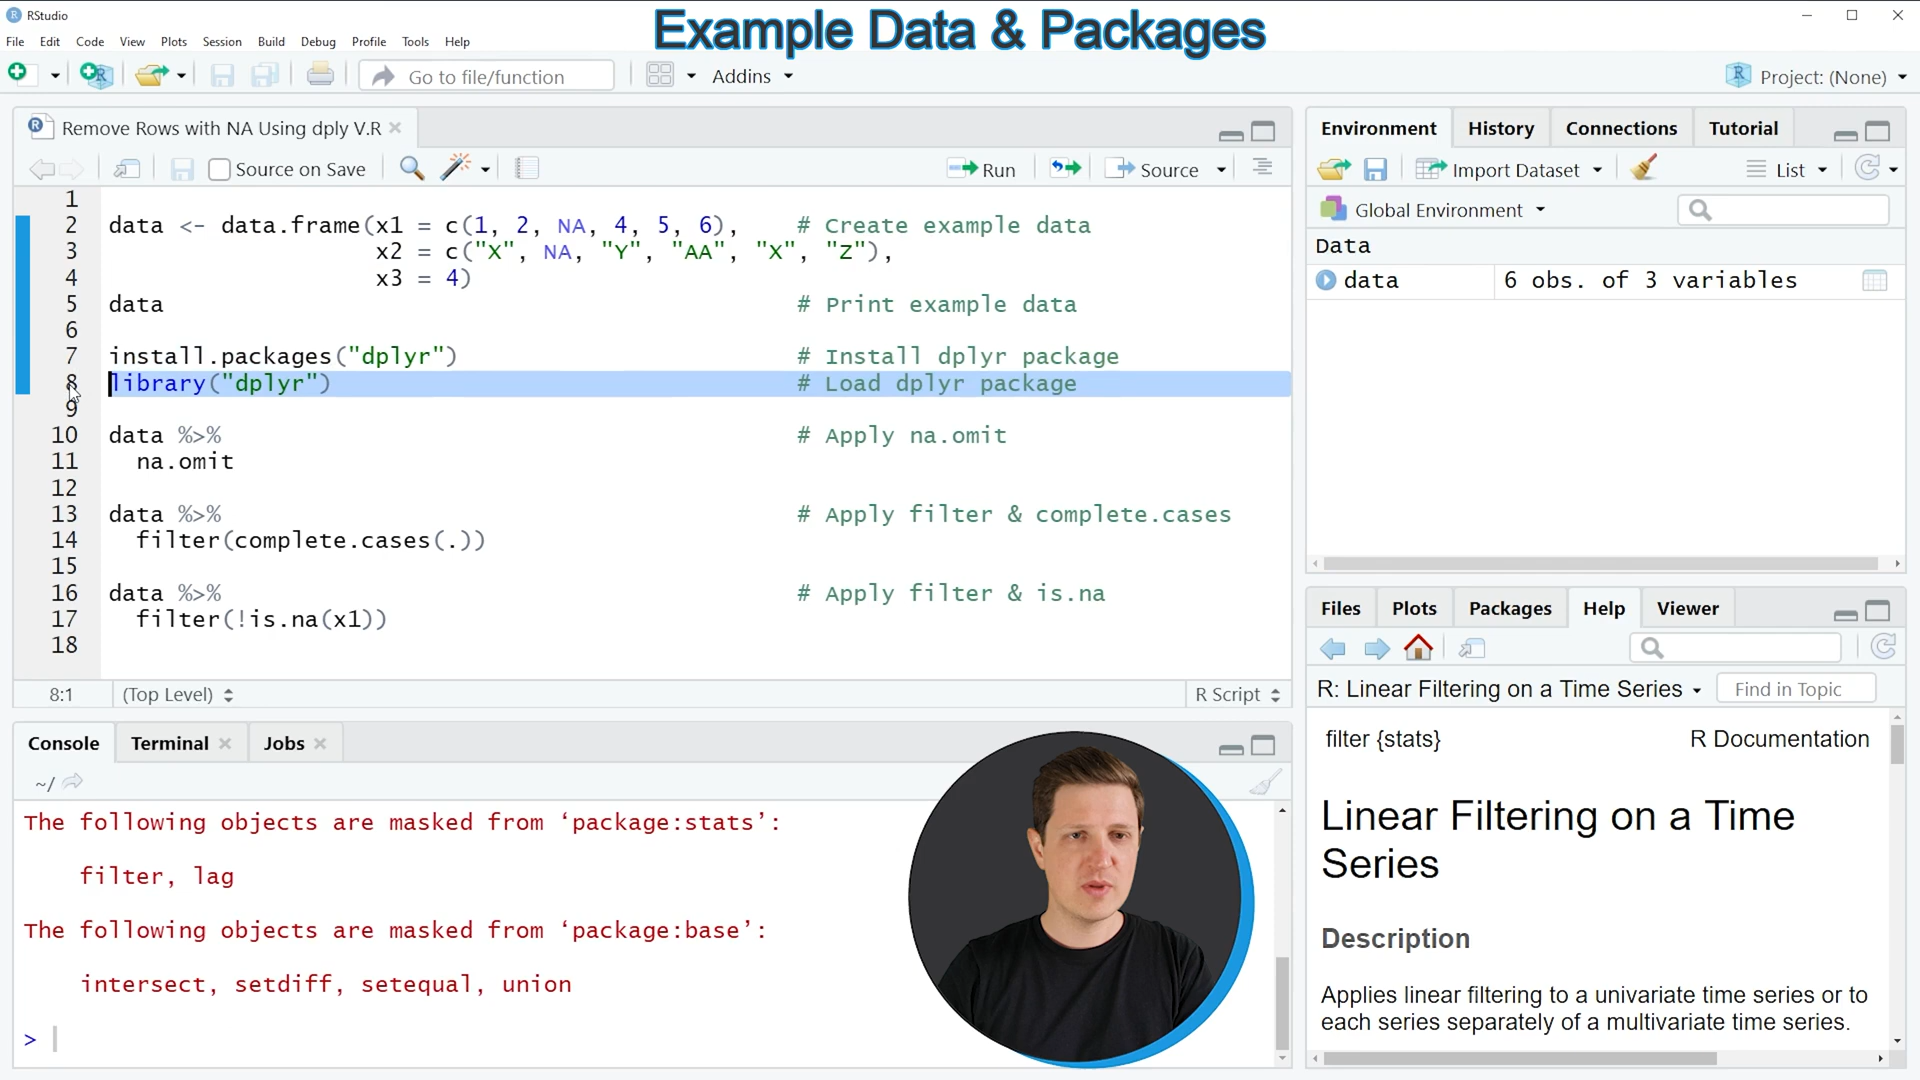 RStudio
Example Data & Packages
File Edit Code View Plots Session Build Debug Profile Tools Help
Go to file/function
Addins
Project: (None)
Remove Rows with NA Using dply V.R
Source on Save
Run
Source
1
2 data <- data.frame(x1 = c(1, 2, NA, 4, 5, 6), # Create example data
3 x2 = c("X", NA, "Y", "AA", "X", "Z"),
4 x3 = 4)
5 data # Print example data
6
7 install.packages("dplyr") # Install dplyr package
8 library("dplyr") # Load dplyr package
9
10 data %>% # Apply na.omit
11 na.omit
12
13 data %>% # Apply filter & complete.cases
14 filter(complete.cases(.))
15
16 data %>% # Apply filter & is.na
17 filter(!is.na(x1))
18
8:1 (Top Level) R Script
Console Terminal Jobs
~/
The following objects are masked from ‘package:stats’:
filter, lag
The following objects are masked from ‘package:base’:
intersect, setdiff, setequal, union
>
Environment History Connections Tutorial
Import Dataset List
Global Environment
Data
data 6 obs. of 3 variables
Files Plots Packages Help Viewer
R: Linear Filtering on a Time Series Find in Topic
filter {stats} R Documentation
Linear Filtering on a Time
Series
Description
Applies linear filtering to a univariate time series or to
each series separately of a multivariate time series.